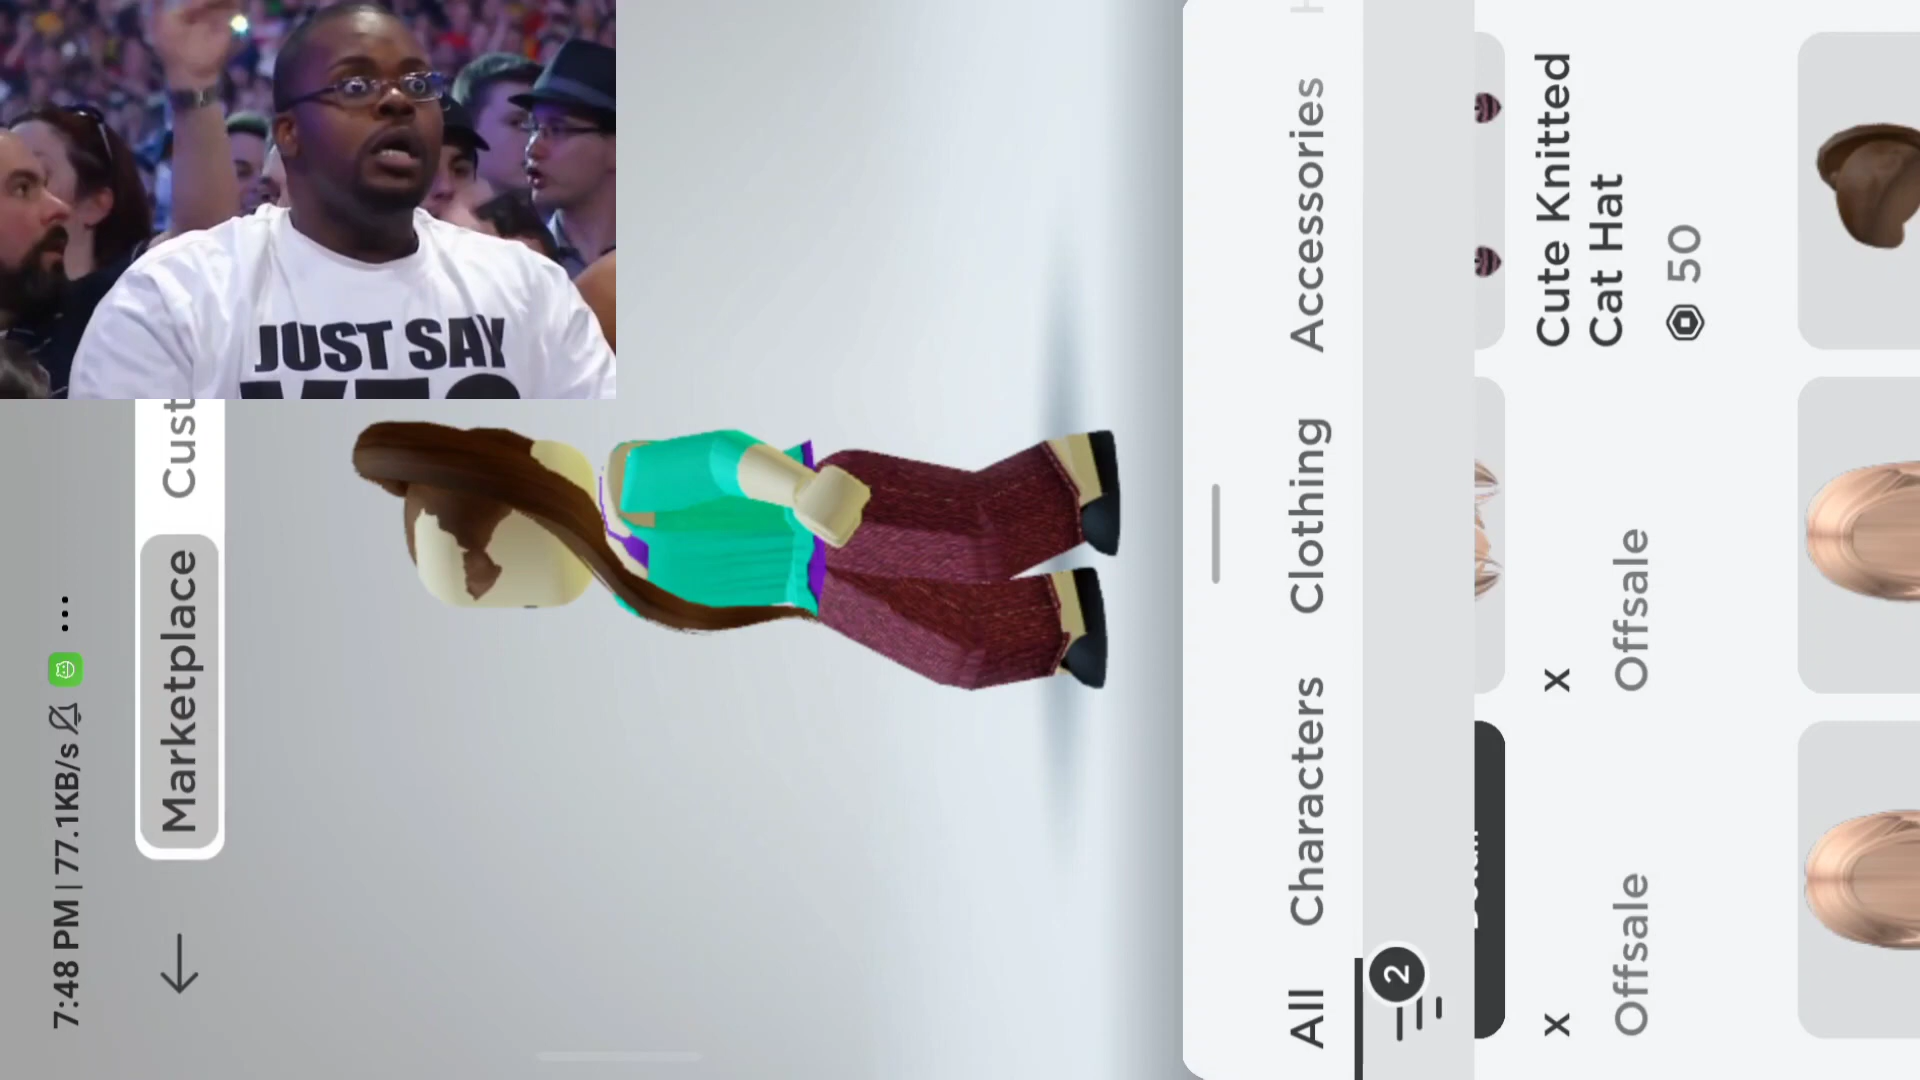 JUST SAY
7:48 PM | 77.1KB/s
Marketplace
Cust
All
Characters
Clothing
Accessories
2
x
Offsale
x
Offsale
Cute Knitted
Cat Hat
50